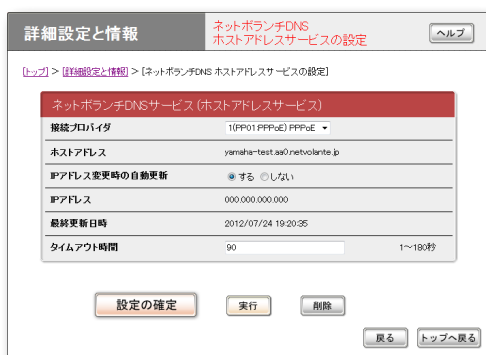 詳細設定と情報
ネットボランチDNS
ホストアドレスサービスの設定
ヘルプ
[トップ] > [詳細設定と情報] > [ネットボランチDNS ホストアドレスサービスの設定]
ネットボランチDNSサービス (ホストアドレスサービス)
接続プロバイダ 1(PP01:PPPoE) PPPoE
ホストアドレス yamaha-test.aa0.netvolante.jp
IPアドレス変更時の自動更新 する しない
IPアドレス 000.000.000.000
最終更新日時 2012/07/24 19:20:35
タイムアウト時間 90 1～180秒
設定の確定 実行 削除
戻る トップへ戻る